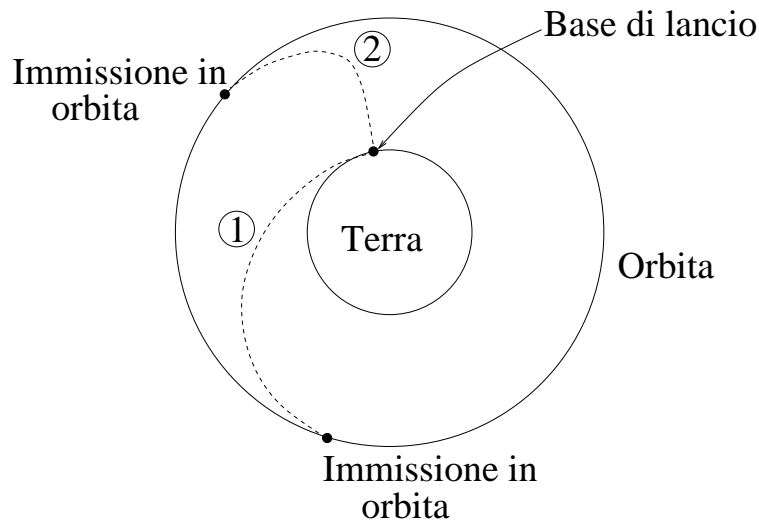 Base di lancio
2
Immissione in
orbita
1
Terra
Orbita
Immissione in
orbita